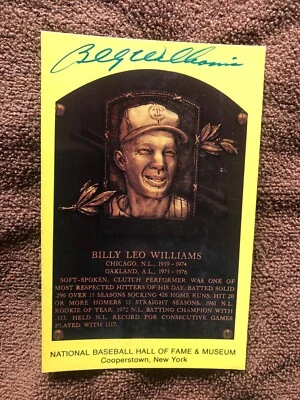 Billy Williams
BILLY LEO WILLIAMS
CHICAGO, N.L., 1959 - 1974
OAKLAND, A.L., 1975 - 1976
SOFT-SPOKEN, CLUTCH PERFORMER WAS ONE OF
MOST RESPECTED HITTERS OF HIS DAY. BATTED SOLID
.290 OVER 18 SEASONS SOCKING 426 HOME RUNS. HIT 20
OR MORE HOMERS 13 STRAIGHT SEASONS. 1961 N.L.
ROOKIE OF YEAR. 1972 N.L. BATTING CHAMPION WITH
.333. HELD N.L. RECORD FOR CONSECUTIVE GAMES
PLAYED WITH 1117.
NATIONAL BASEBALL HALL OF FAME & MUSEUM
Cooperstown, New York